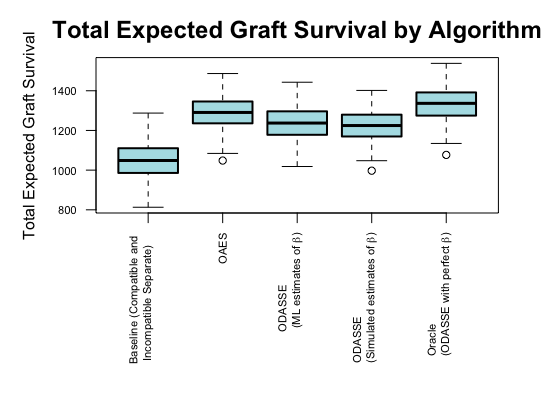 Total Expected Graft Survival by Algorithm
Total Expected Graft Survival
1400
1200
1000
800
Baseline (Compatible and
Incompatible Separate)
OAES
ODASSE
(ML estimates of β)
ODASSE
(Simulated estimates of β)
Oracle
(ODASSE with perfect β)